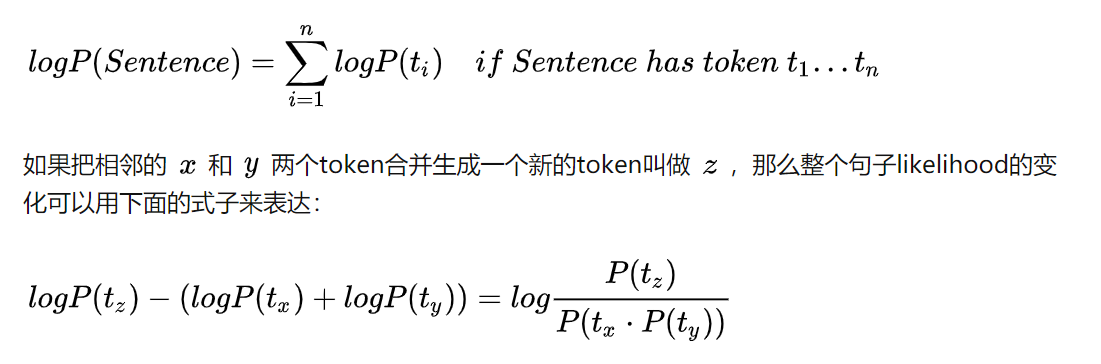 logP(Sentence) = \sum_{i=1}^{n} logP(t_i)   if Sentence has token t_1 ... t_n
如果把相邻的 x 和 y 两个token合并生成一个新的token叫做 z ，那么整个句子likelihood的变
化可以用下面的式子来表达：
logP(t_z) − (logP(t_x) + logP(t_y)) = log \frac{P(t_z)}{P(t_x · P(t_y))}